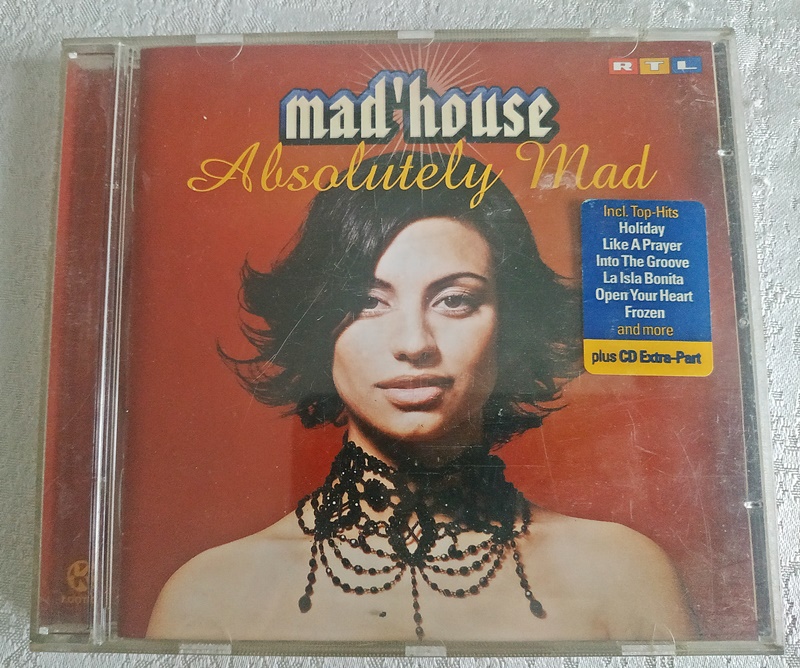 RTL
mad'house
Absolutely Mad
Incl. Top-Hits
Holiday
Like A Prayer
Into The Groove
La Isla Bonita
Open Your Heart
Frozen
and more
plus CD Extra-Part
K